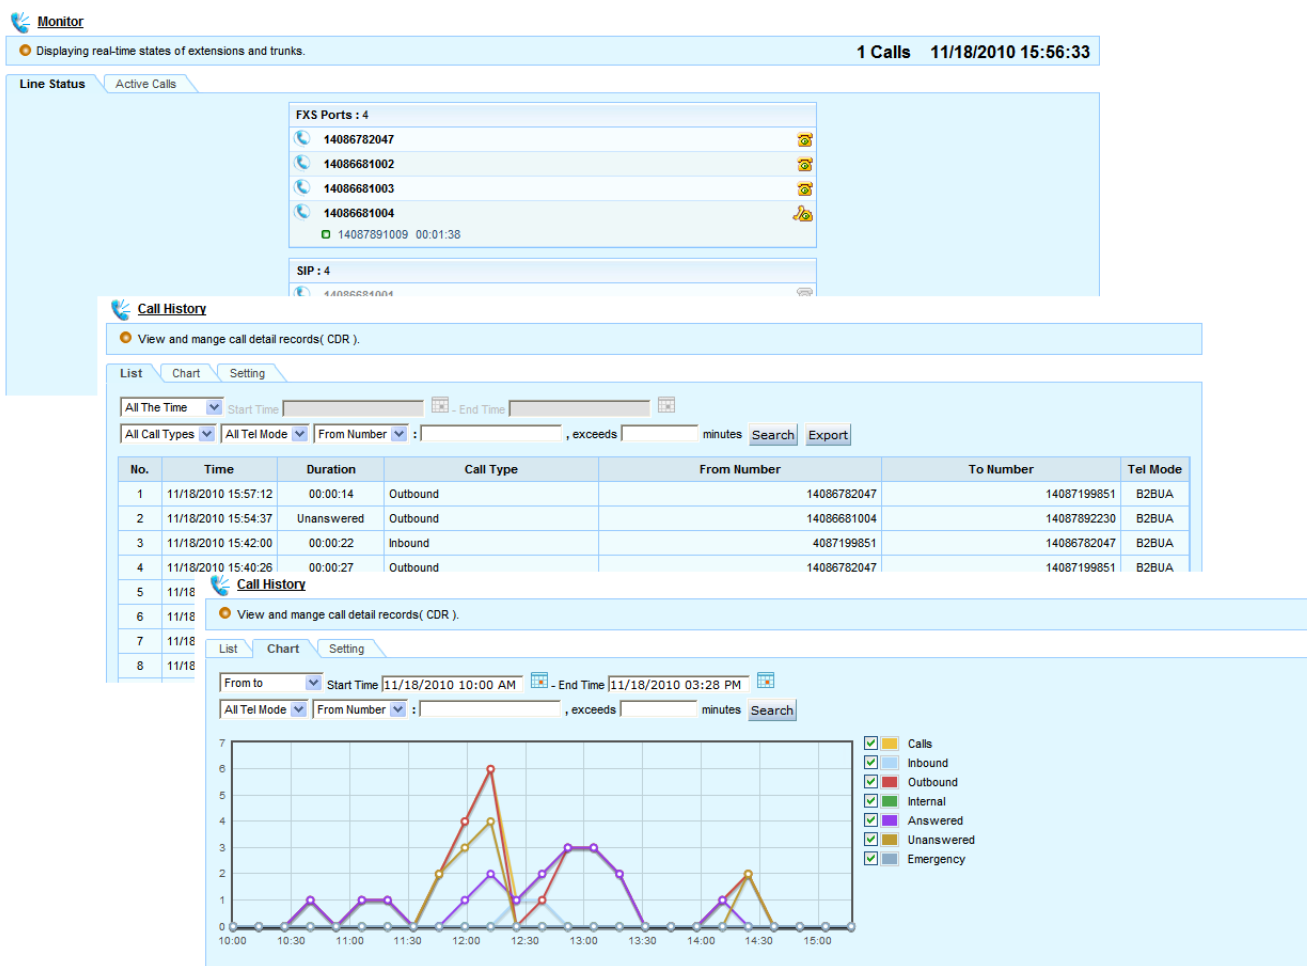 Monitor
Displaying real-time states of extensions and trunks. 1 Calls 11/18/2010 15:56:33
Line Status Active Calls
FXS Ports : 4
14086782047
14086681002
14086681003
14086681004
14087891009 00:01:38
SIP : 4
14086681001
Call History
View and mange call detail records( CDR ).
List Chart Setting
All The Time Start Time - End Time
All Call Types All Tel Mode From Number : , exceeds minutes Search Export
No. Time Duration Call Type From Number To Number Tel Mode
1 11/18/2010 15:57:12 00:00:14 Outbound 14086782047 14087199851 B2BUA
2 11/18/2010 15:54:37 Unanswered Outbound 14086681004 14087892230 B2BUA
3 11/18/2010 15:42:00 00:00:22 Inbound 4087199851 14086782047 B2BUA
4 11/18/2010 15:40:26 00:00:27 Outbound 14086782047 14087199851 B2BUA
5 11/18
6 11/18
7 11/18
8 11/18
Call History
View and mange call detail records( CDR ).
List Chart Setting
From to Start Time 11/18/2010 10:00 AM - End Time 11/18/2010 03:28 PM
All Tel Mode From Number : , exceeds minutes Search
7
6
5
4
3
2
1
0
10:00 10:30 11:00 11:30 12:00 12:30 13:00 13:30 14:00 14:30 15:00
Calls
Inbound
Outbound
Internal
Answered
Unanswered
Emergency